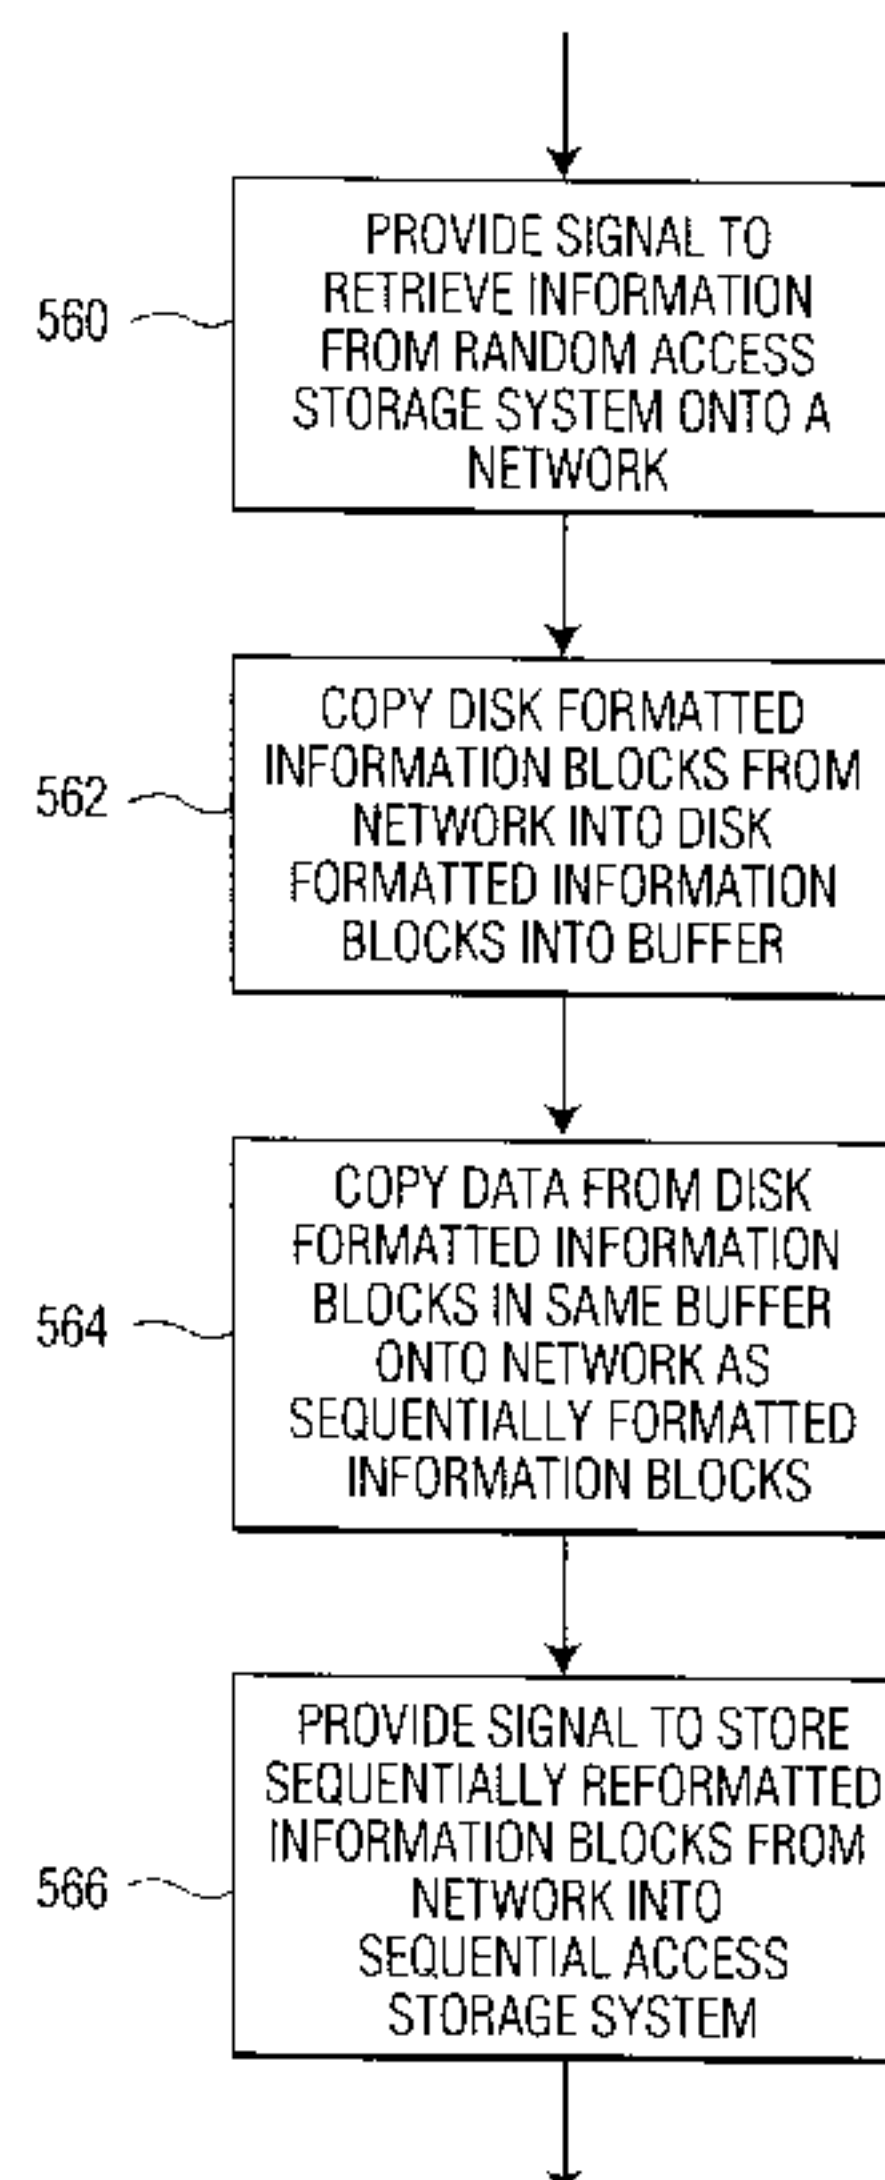 560
PROVIDE SIGNAL TO
RETRIEVE INFORMATION
FROM RANDOM ACCESS
STORAGE SYSTEM ONTO A
NETWORK
562
COPY DISK FORMATTED
INFORMATION BLOCKS FROM
NETWORK INTO DISK
FORMATTED INFORMATION
BLOCKS INTO BUFFER
564
COPY DATA FROM DISK
FORMATTED INFORMATION
BLOCKS IN SAME BUFFER
ONTO NETWORK AS
SEQUENTIALLY FORMATTED
INFORMATION BLOCKS
566
PROVIDE SIGNAL TO STORE
SEQUENTIALLY REFORMATTED
INFORMATION BLOCKS FROM
NETWORK INTO
SEQUENTIAL ACCESS
STORAGE SYSTEM